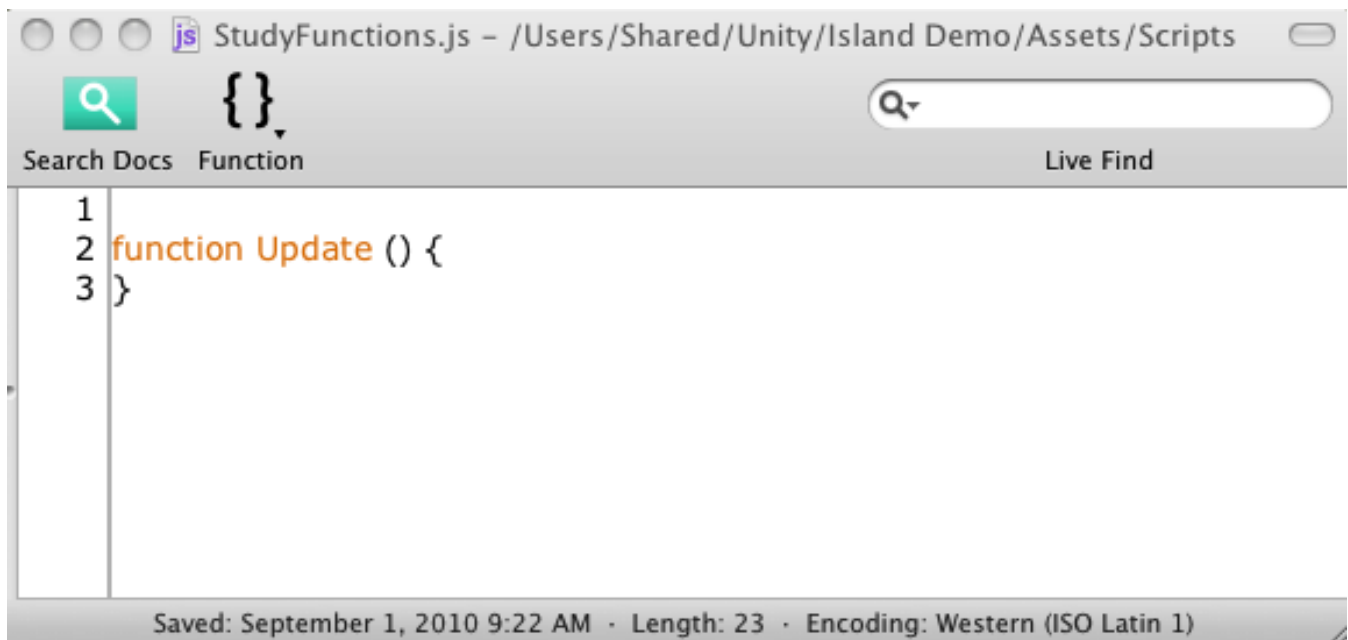 js StudyFunctions.js – /Users/Shared/Unity/Island Demo/Assets/Scripts
{}
Search Docs Function Live Find
1
2 function Update () {
3 }
Saved: September 1, 2010 9:22 AM · Length: 23 · Encoding: Western (ISO Latin 1)